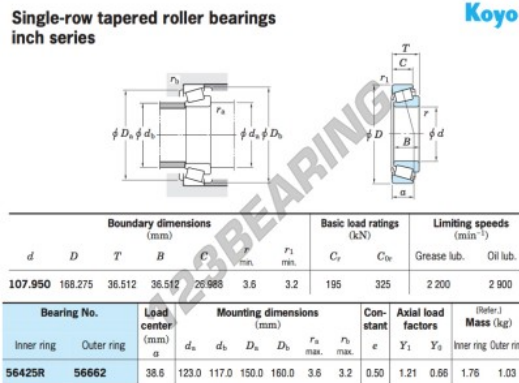 Single-row tapered roller bearings
inch series
Koyo
T
C
r1
r
B
φD
φd
a
rb
ra
φDa φdb
φda φDb
123BEARING
Boundary dimensions
(mm)
Basic load ratings
(kN)
Limiting speeds
(min⁻¹)
d D T B C r min. r1 min. Cr C0r Grease lub. Oil lub.
107.950 168.275 36.512 36.512 26.988 3.6 3.2 195 325 2 200 2 900
Bearing No.
Load center (mm) a
Mounting dimensions
(mm)
Constant e
Axial load factors
(Refer.)
Mass (kg)
Inner ring Outer ring da db Da Db ra max. rb max. Y1 Y0 Inner ring Outer ring
56425R 56662 38.6 123.0 117.0 150.0 160.0 3.6 3.2 0.50 1.21 0.66 1.76 1.03